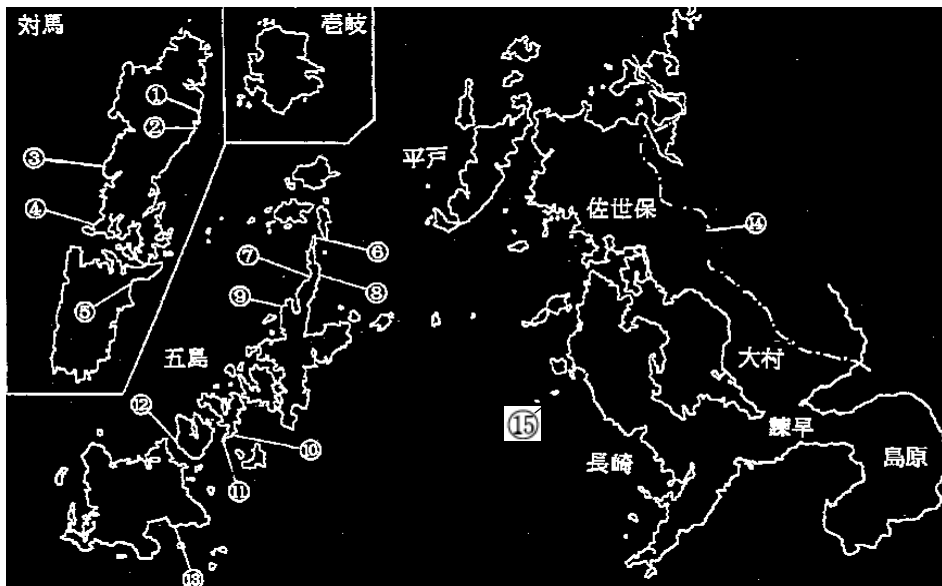 対馬
壱岐
①
②
平戸
③
佐世保
④
⑭
⑥
⑦
⑧
⑨
⑤
五島
大村
⑫
⑮
諫早
⑩
長崎
島原
⑪
⑬